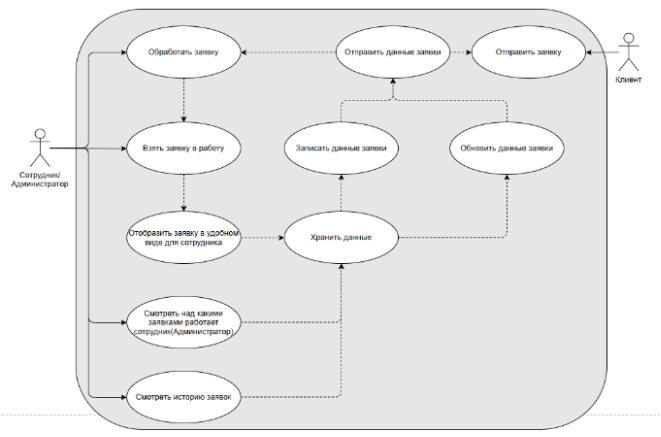 Обработать заявку
Отправить данные заявки
Отправить заявку
Клиент
Сотрудник/
Администратор
Взять заявку в работу
Записать данные заявки
Обновить данные заявки
Отобразить заявку в удобном
виде для сотрудника
Хранить данные
Смотреть над какими
заявками работает
сотрудник(Администратор)
Смотреть историю заявок